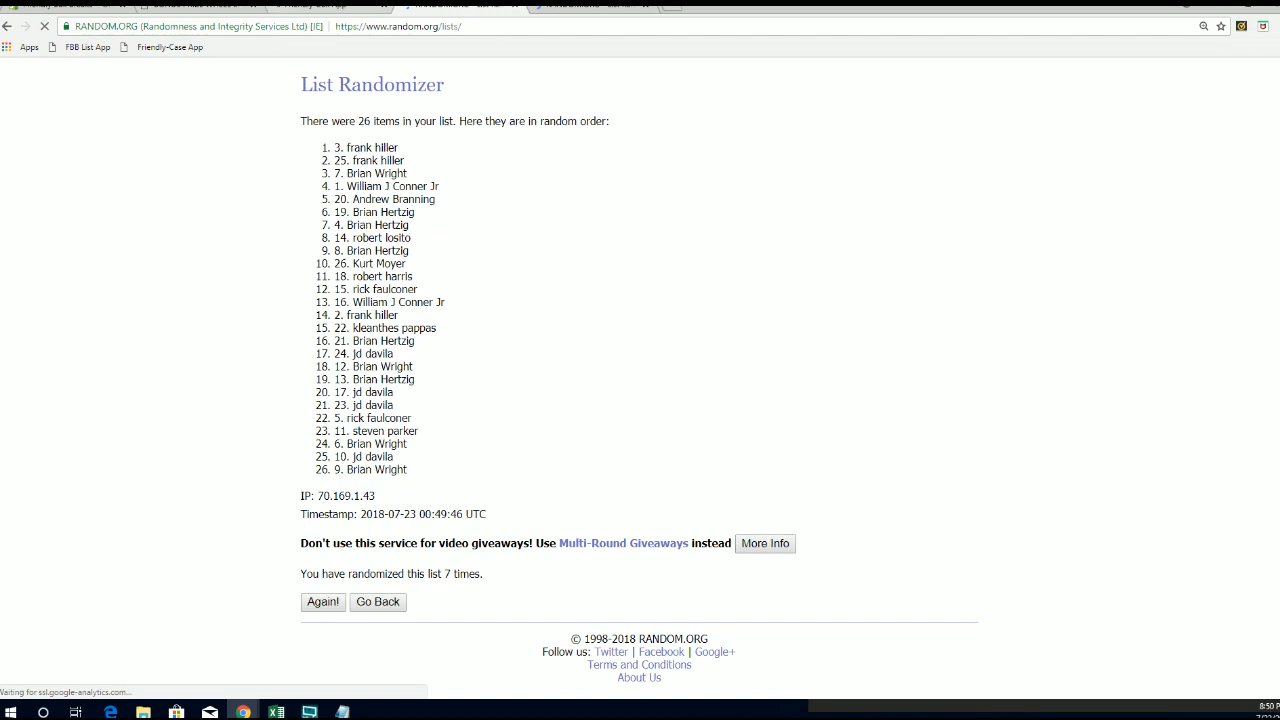 RANDOM.ORG (Randomness and Integrity Services Ltd) [IE] | https://www.random.org/lists/
Apps FBB List App Friendly-Case App
List Randomizer
There were 26 items in your list. Here they are in random order:
1. 3. frank hiller
2. 25. frank hiller
3. 7. Brian Wright
4. 1. William J Conner Jr
5. 20. Andrew Branning
6. 19. Brian Hertzig
7. 4. Brian Hertzig
8. 14. robert losito
9. 8. Brian Hertzig
10. 26. Kurt Moyer
11. 18. robert harris
12. 15. rick faulconer
13. 16. William J Conner Jr
14. 2. frank hiller
15. 22. kleanthes pappas
16. 21. Brian Hertzig
17. 24. jd davila
18. 12. Brian Wright
19. 13. Brian Hertzig
20. 17. jd davila
21. 23. jd davila
22. 5. rick faulconer
23. 11. steven parker
24. 6. Brian Wright
25. 10. jd davila
26. 9. Brian Wright
IP: 70.169.1.43
Timestamp: 2018-07-23 00:49:46 UTC
Don't use this service for video giveaways! Use Multi-Round Giveaways instead More Info
You have randomized this list 7 times.
Again! Go Back
© 1998-2018 RANDOM.ORG
Follow us: Twitter | Facebook | Google+
Terms and Conditions
About Us
Waiting for ssl.google-analytics.com...
8:50 P